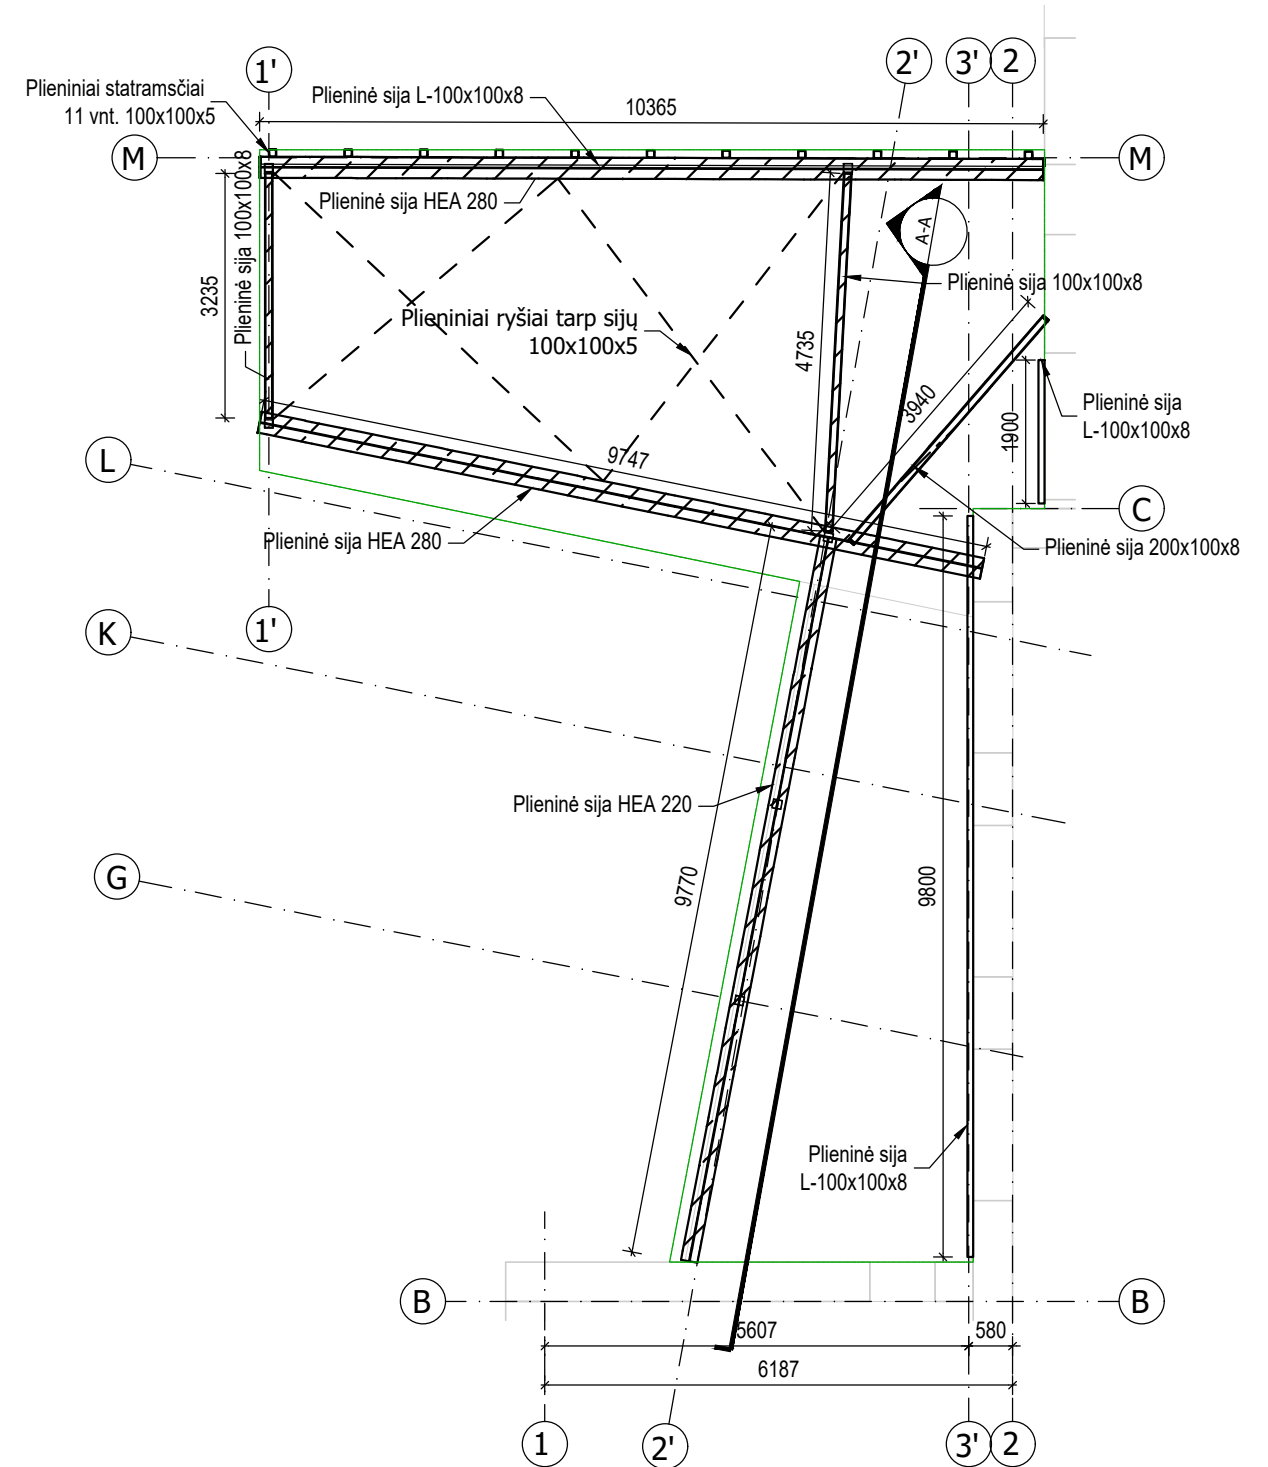 1'
2'
3'
2
Plieniniai statramsčiai
11 vnt. 100x100x5
Plieninė sija L-100x100x8
10365
M
M
Plieninė sija 100x100x8
Plieninė sija HEA 280
A-A
3235
Plieninė sija 100x100x8
Plieniniai ryšiai tarp sijų
100x100x5
4735
3940
1900
Plieninė sija
L-100x100x8
L
9747
C
Plieninė sija HEA 280
Plieninė sija 200x100x8
K
1'
Plieninė sija HEA 220
G
9770
9800
Plieninė sija
L-100x100x8
B
B
5607
580
6187
1
2'
3'
2